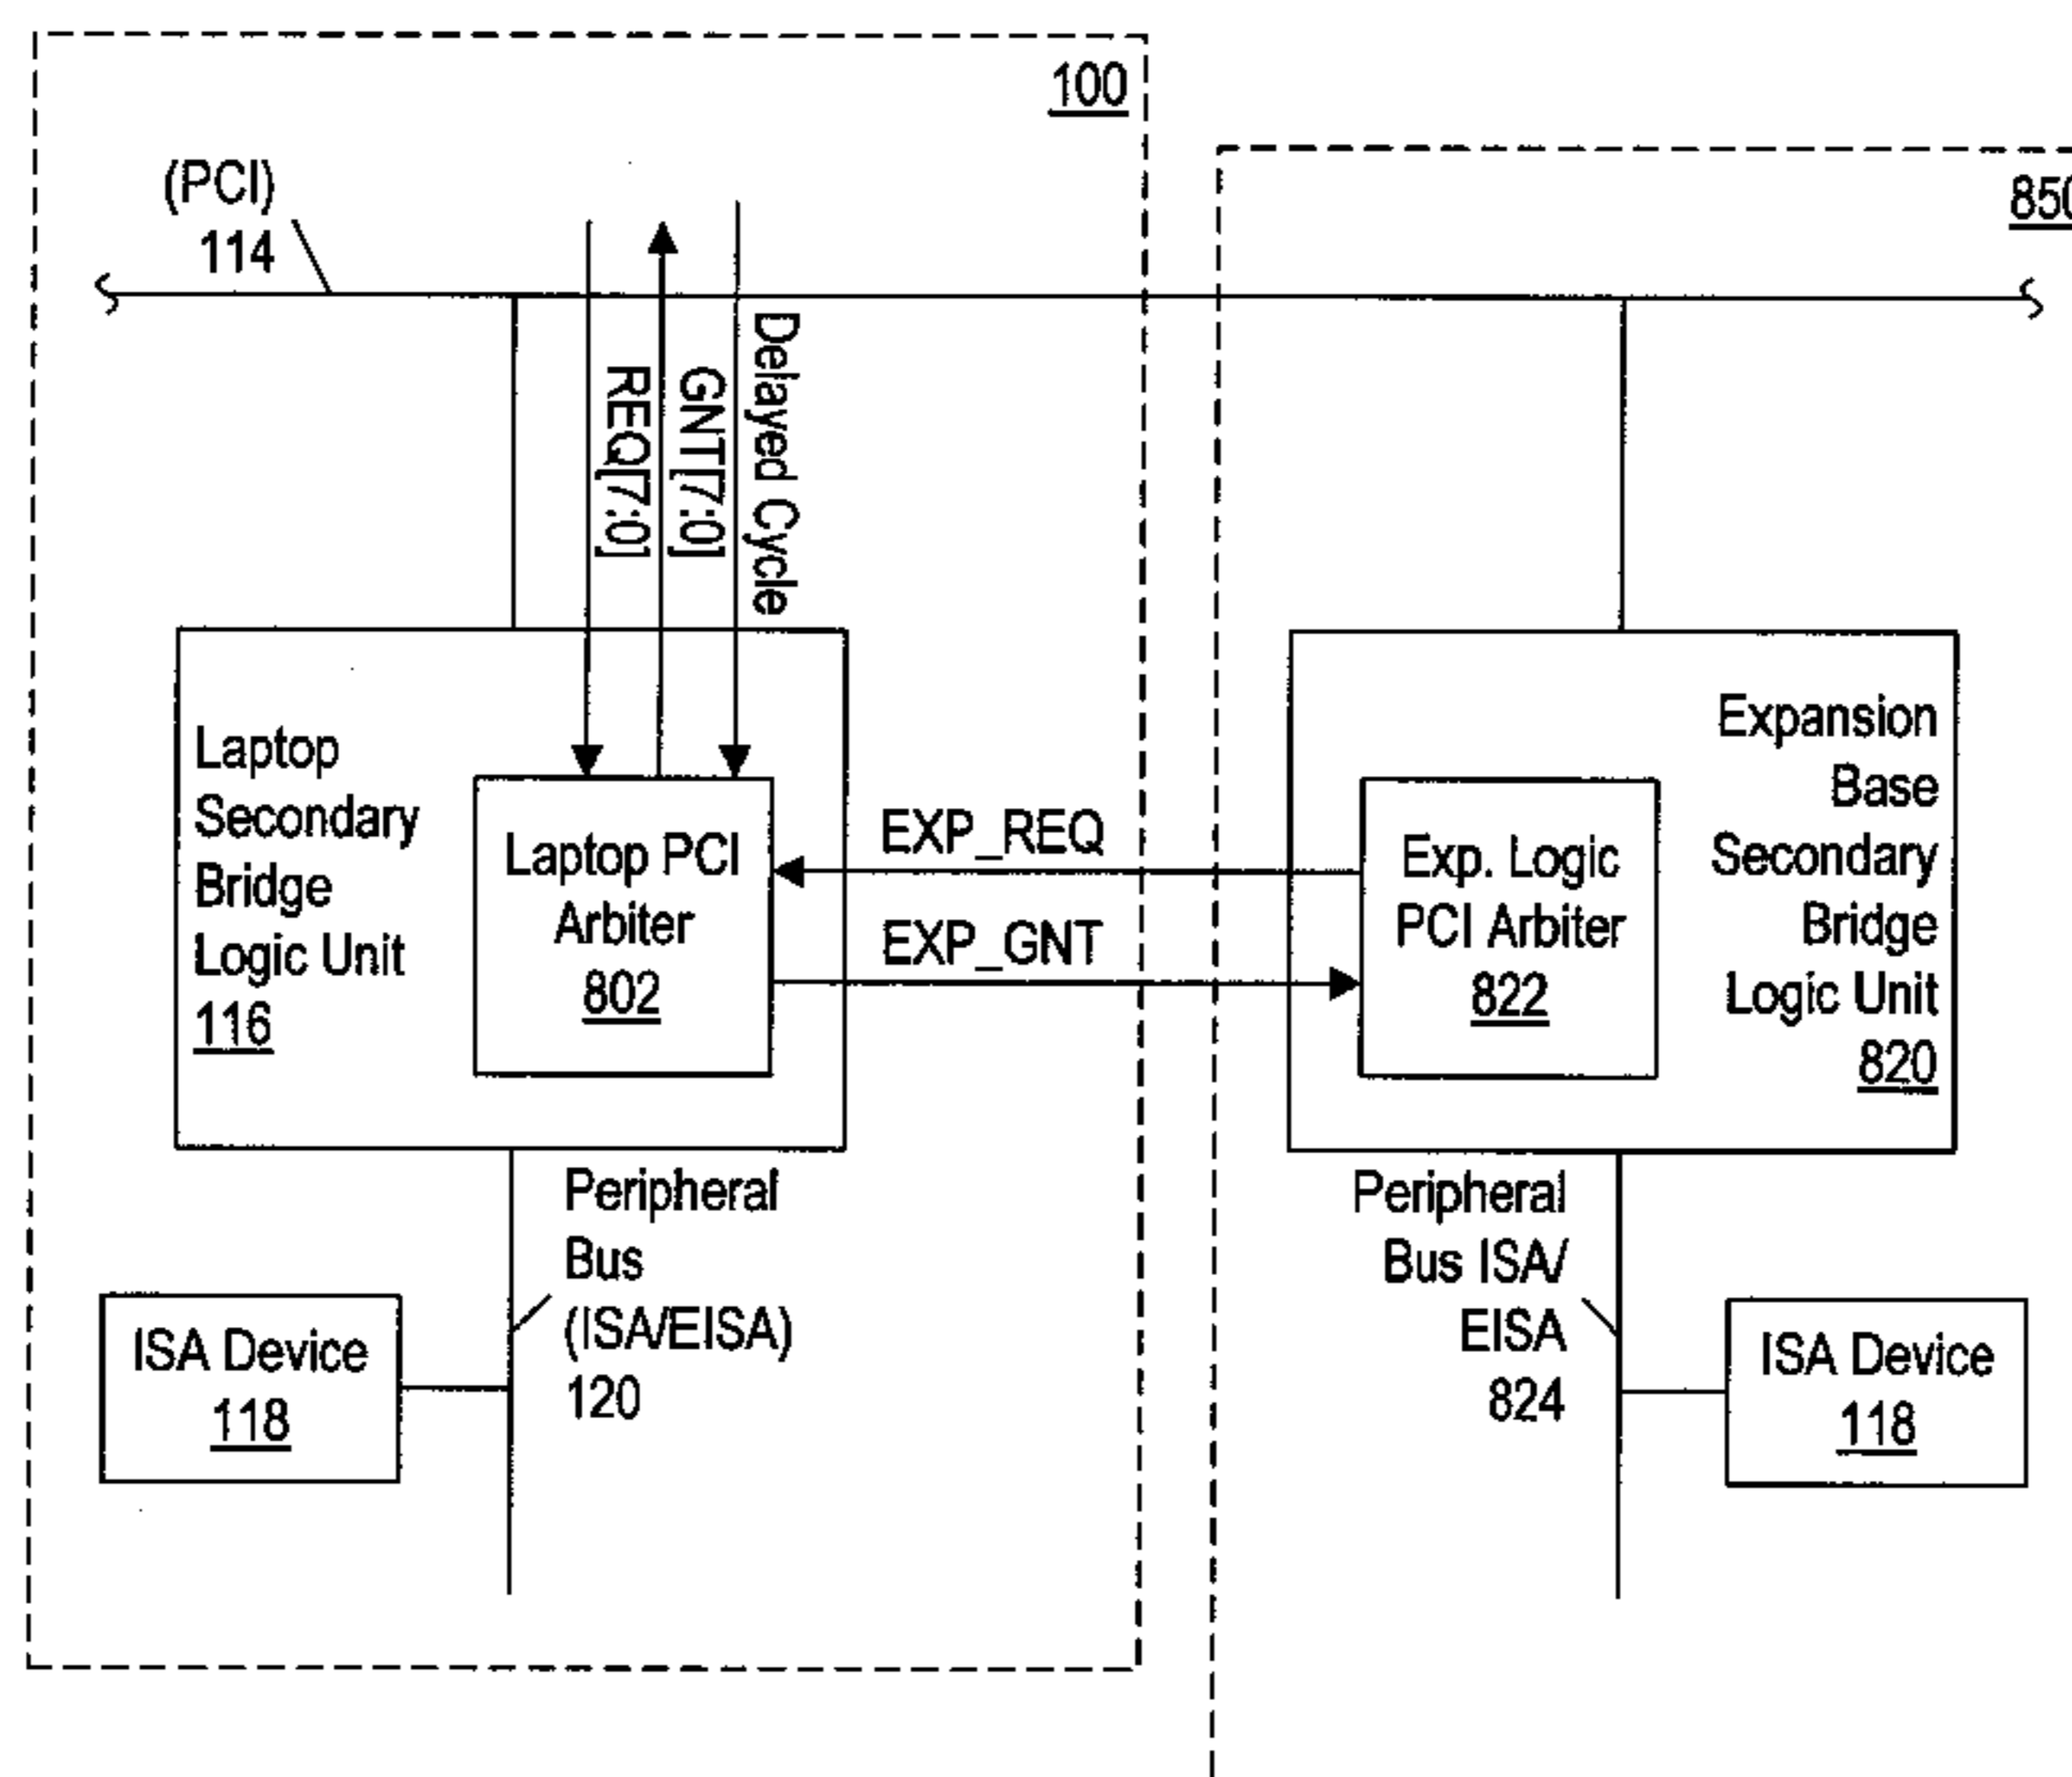 100
850
(PCI)
114
REQ[7:0]
GNT[7:0]
Delayed Cycle
Laptop
Secondary
Bridge
Logic Unit
116
Laptop PCI
Arbiter
802
EXP_REQ
EXP_GNT
Exp. Logic
PCI Arbiter
822
Expansion
Base
Secondary
Bridge
Logic Unit
820
Peripheral
Bus
(ISA/EISA)
120
ISA Device
118
Peripheral
Bus ISA/
EISA
824
ISA Device
118